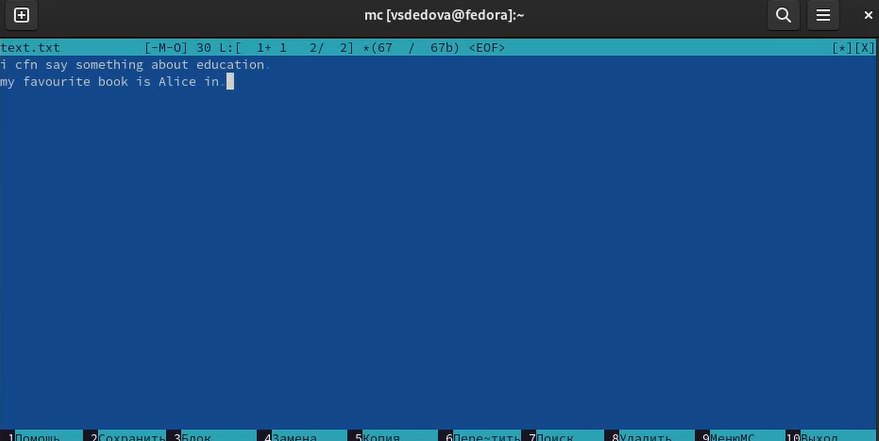 mc [vsdedova@fedora]:~
text.txt [-M-O] 30 L:[ 1+ 1 2/ 2] *(67 / 67b) <EOF> [*][X]
i cfn say something about education.
my favourite book is Alice in.
1Помощь 2Сохранить 3Блок 4Замена 5Копия 6Пере~тить 7Поиск 8Удалить 9МенюMC 10Выход